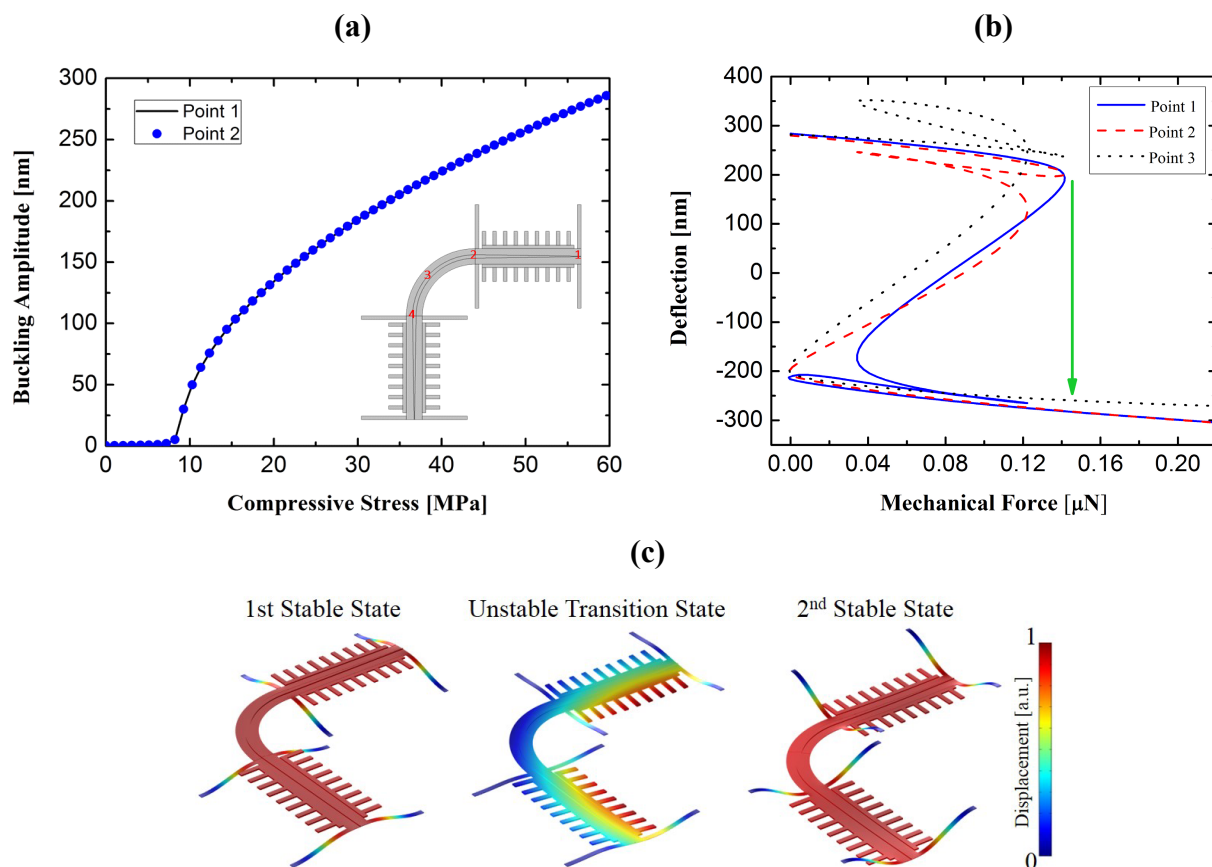 (a)
(b)
300
250
200
150
100
50
0
Buckling Amplitude [nm]
Point 1
Point 2
1
2
3
4
0
10
20
30
40
50
60
Compressive Stress [MPa]
400
300
200
100
0
-100
-200
-300
Deflection [nm]
Point 1
Point 2
Point 3
0.00
0.04
0.08
0.12
0.16
0.20
Mechanical Force [μN]
(c)
1st Stable State
Unstable Transition State
2nd Stable State
1
Displacement [a.u.]
0